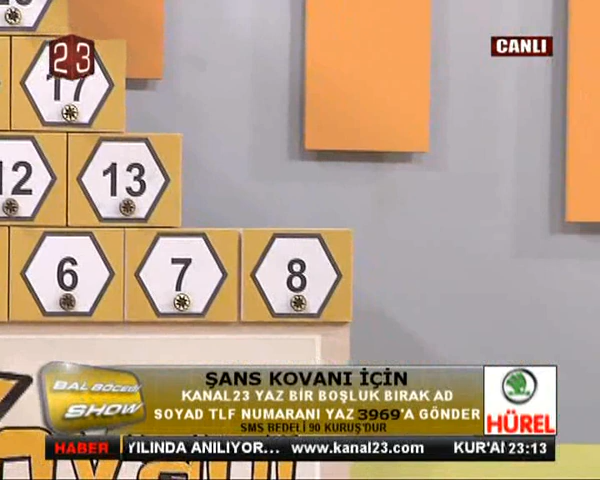 23
CANLI
17
12
13
6
7
8
BAL BÖCEĞİ
SHOW
ŞANS KOVANI İÇİN
KANAL23 YAZ BİR BOŞLUK BIRAK AD
SOYAD TLF NUMARANI YAZ 3969'A GÖNDER
SMS BEDELİ 90 KURUŞ'DUR
HÜREL
HABER YILINDA ANILIYOR... www.kanal23.com KUR'AN 23:13